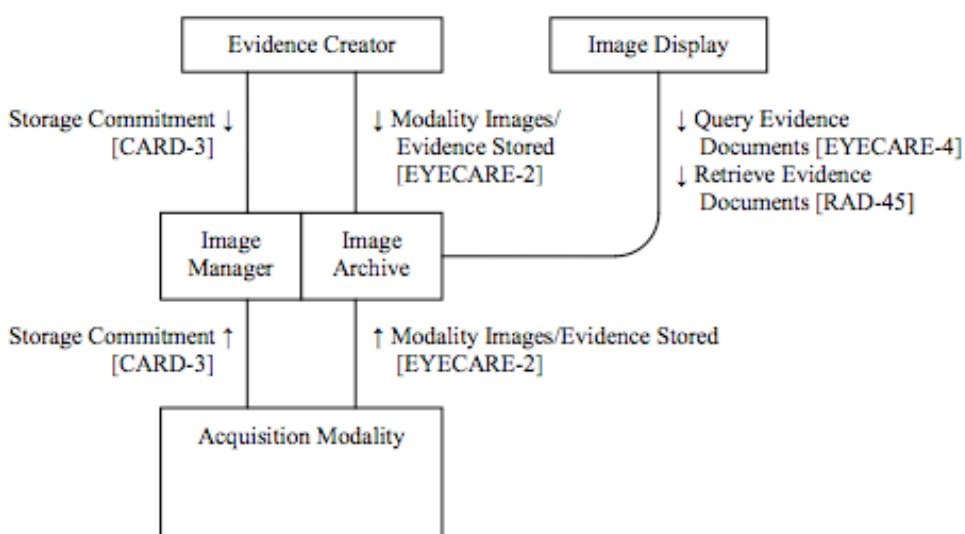 Evidence Creator
Image Display
Storage Commitment ↓
[CARD-3]
↓ Modality Images/
Evidence Stored
[EYECARE-2]
↓ Query Evidence
Documents [EYECARE-4]
↓ Retrieve Evidence
Documents [RAD-45]
Image
Manager
Image
Archive
Storage Commitment ↑
[CARD-3]
↑ Modality Images/Evidence Stored
[EYECARE-2]
Acquisition Modality